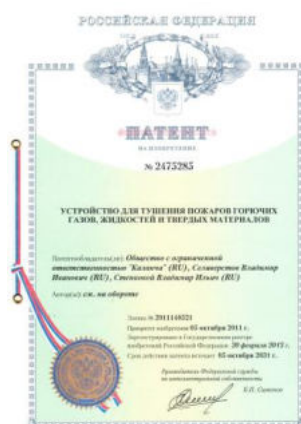 РОССИЙСКАЯ ФЕДЕРАЦИЯ
ПАТЕНТ
НА ИЗОБРЕТЕНИЕ
№ 2475285
УСТРОЙСТВО ДЛЯ ТУШЕНИЯ ПОЖАРОВ ГОРЮЧИХ
ГАЗОВ, ЖИДКОСТЕЙ И ТВЕРДЫХ МАТЕРИАЛОВ
Патентообладатель(ли): Общество с ограниченной
ответственностью "Каланча" (RU), Селиверстов Владимир
Иванович (RU), Стенковой Владимир Ильич (RU)
Автор(ы): см. на обороте
Заявка № 2011140321
Приоритет изобретения 05 октября 2011 г.
Зарегистрировано в Государственном реестре
изобретений Российской Федерации 20 февраля 2013 г.
Срок действия патента истекает 05 октября 2031 г.
Руководитель Федеральной службы
по интеллектуальной собственности
Б.П. Симонов